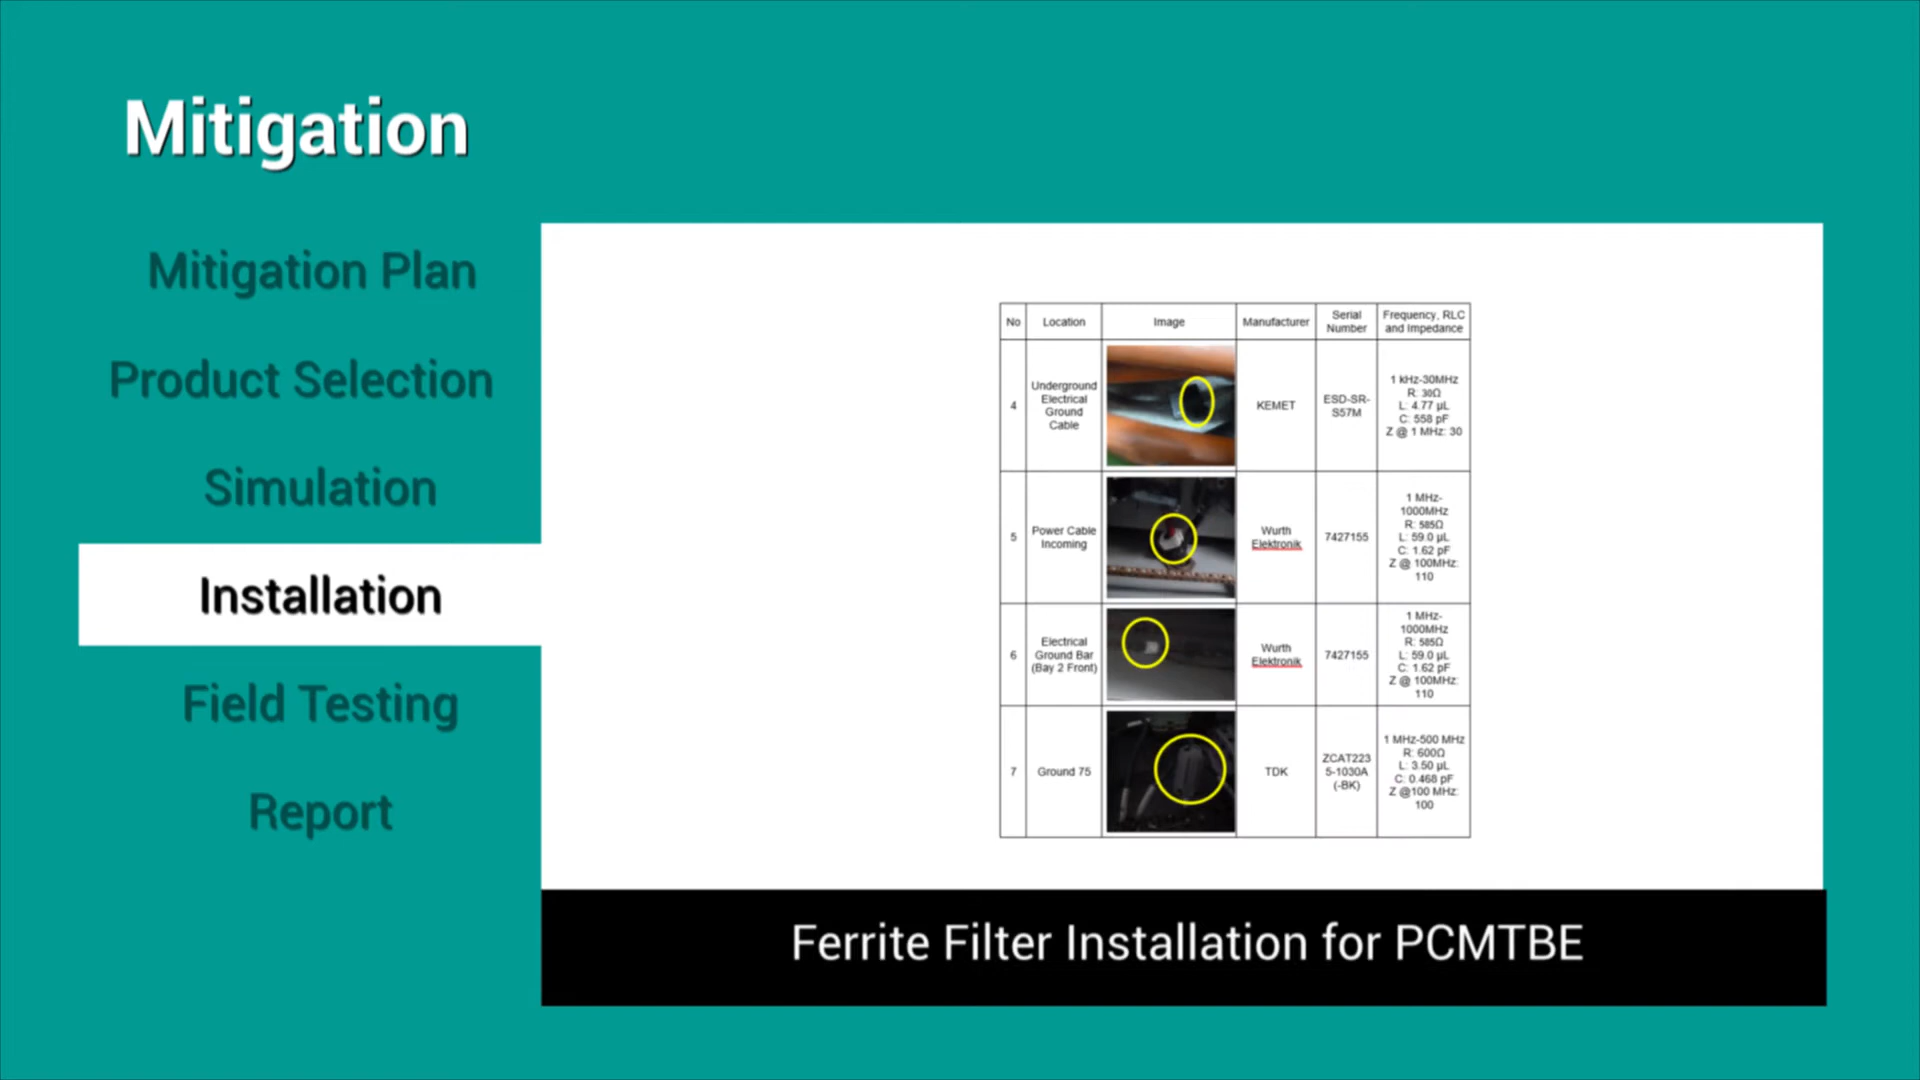 Mitigation
Mitigation Plan
Product Selection
Simulation
Installation
Field Testing
Report
No Location Image Manufacturer Serial Number Frequency, RLC and Impedance
4
Underground
Electrical
Ground
Cable
KEMET
ESD-SR-
S57M
1 kHz-30MHz
R: 30Ω
L: 4.77 µL
C: 558 pF
Z @ 1 MHz: 30
5
Power Cable
Incoming
Wurth
Elektronik
7427155
1 MHz-
1000MHz
R: 585Ω
L: 59.0 µL
C: 1.62 pF
Z @ 100MHz:
110
6
Electrical
Ground Bar
(Bay 2 Front)
Wurth
Elektronik
7427155
1 MHz-
1000MHz
R: 585Ω
L: 59.0 µL
C: 1.62 pF
Z @ 100MHz:
110
7
Ground 75
TDK
ZCAT223
5-1030A
(-BK)
1 MHz-500 MHz
R: 600Ω
L: 3.50 µL
C: 0.468 pF
Z @100 MHz:
100
Ferrite Filter Installation for PCMTBE